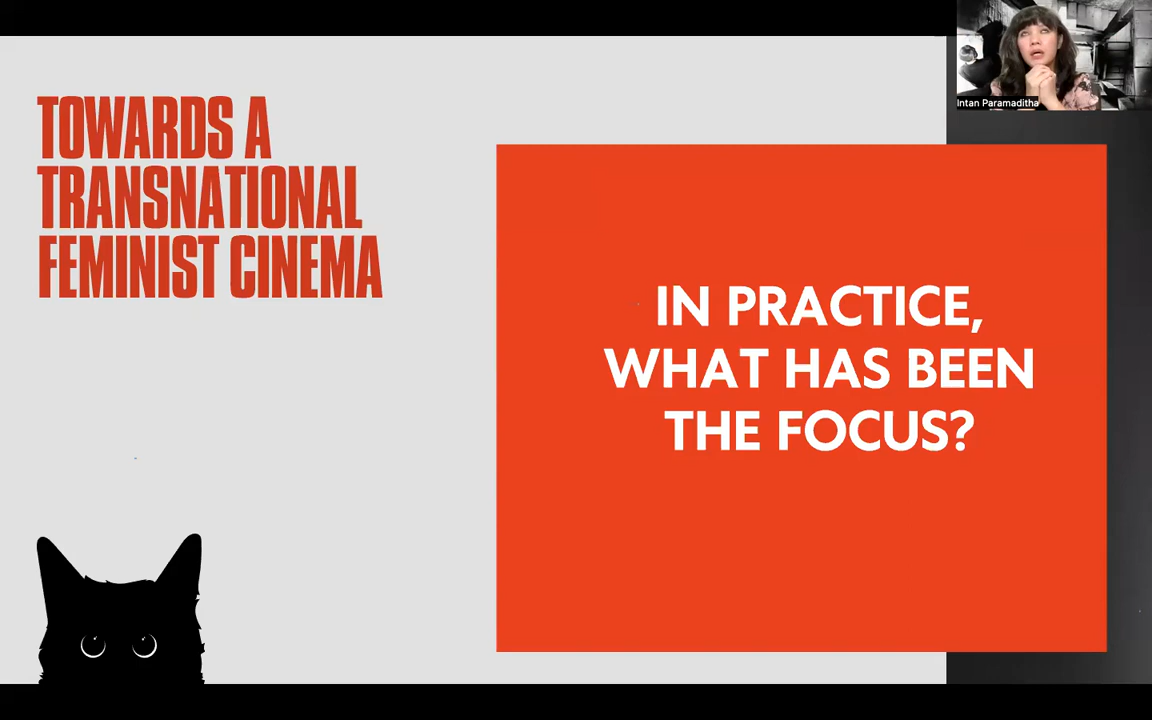 TOWARDS A
TRANSNATIONAL
FEMINIST CINEMA
IN PRACTICE,
WHAT HAS BEEN
THE FOCUS?
Intan Paramaditha